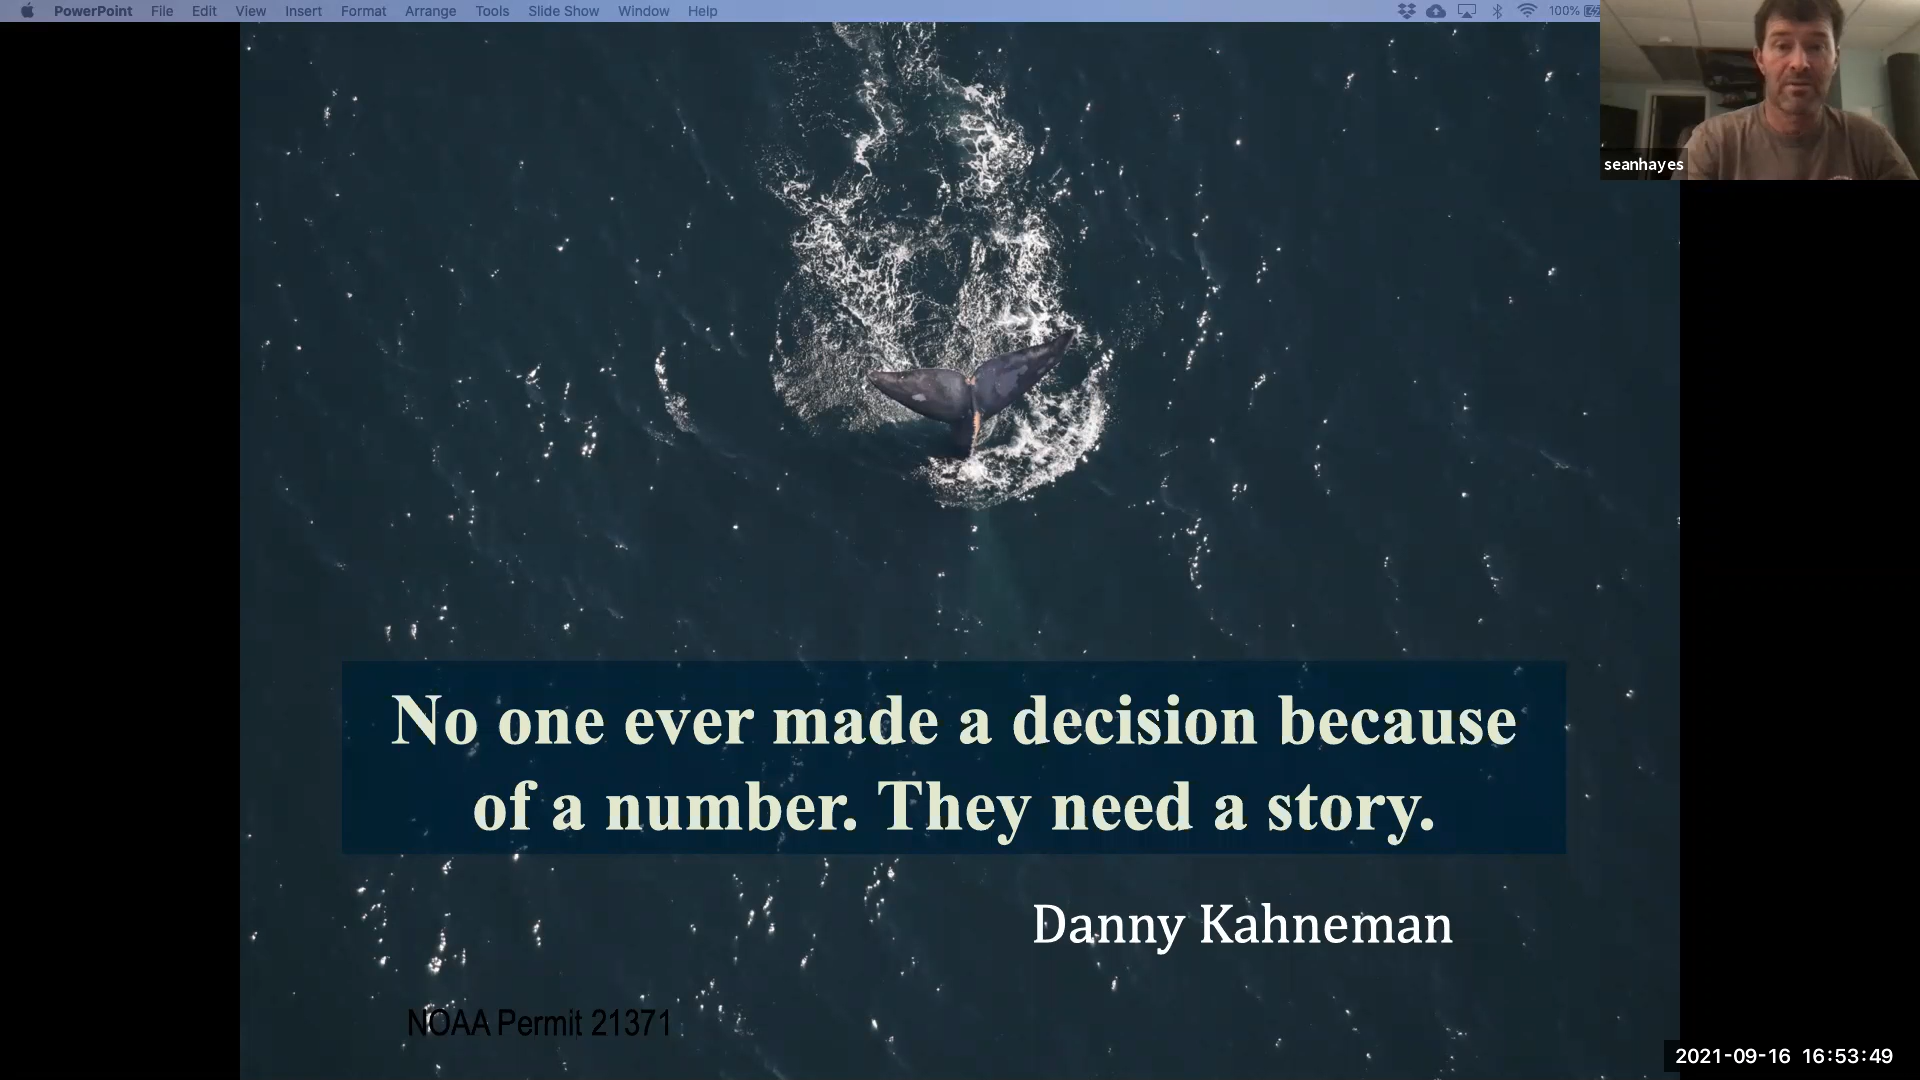 PowerPoint File Edit View Insert Format Arrange Tools Slide Show Window Help 100%
seanhayes
No one ever made a decision because
of a number. They need a story.
Danny Kahneman
NOAA Permit 21371
2021-09-16 16:53:49